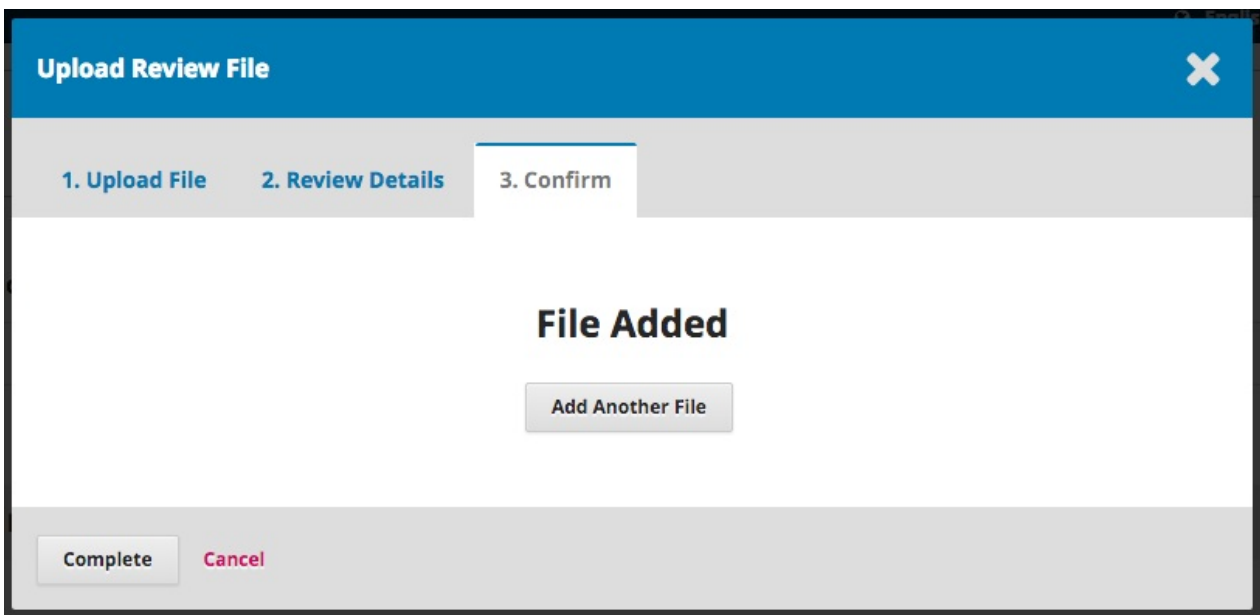 Upload Review File
1. Upload File 2. Review Details 3. Confirm
File Added
Add Another File
Complete Cancel